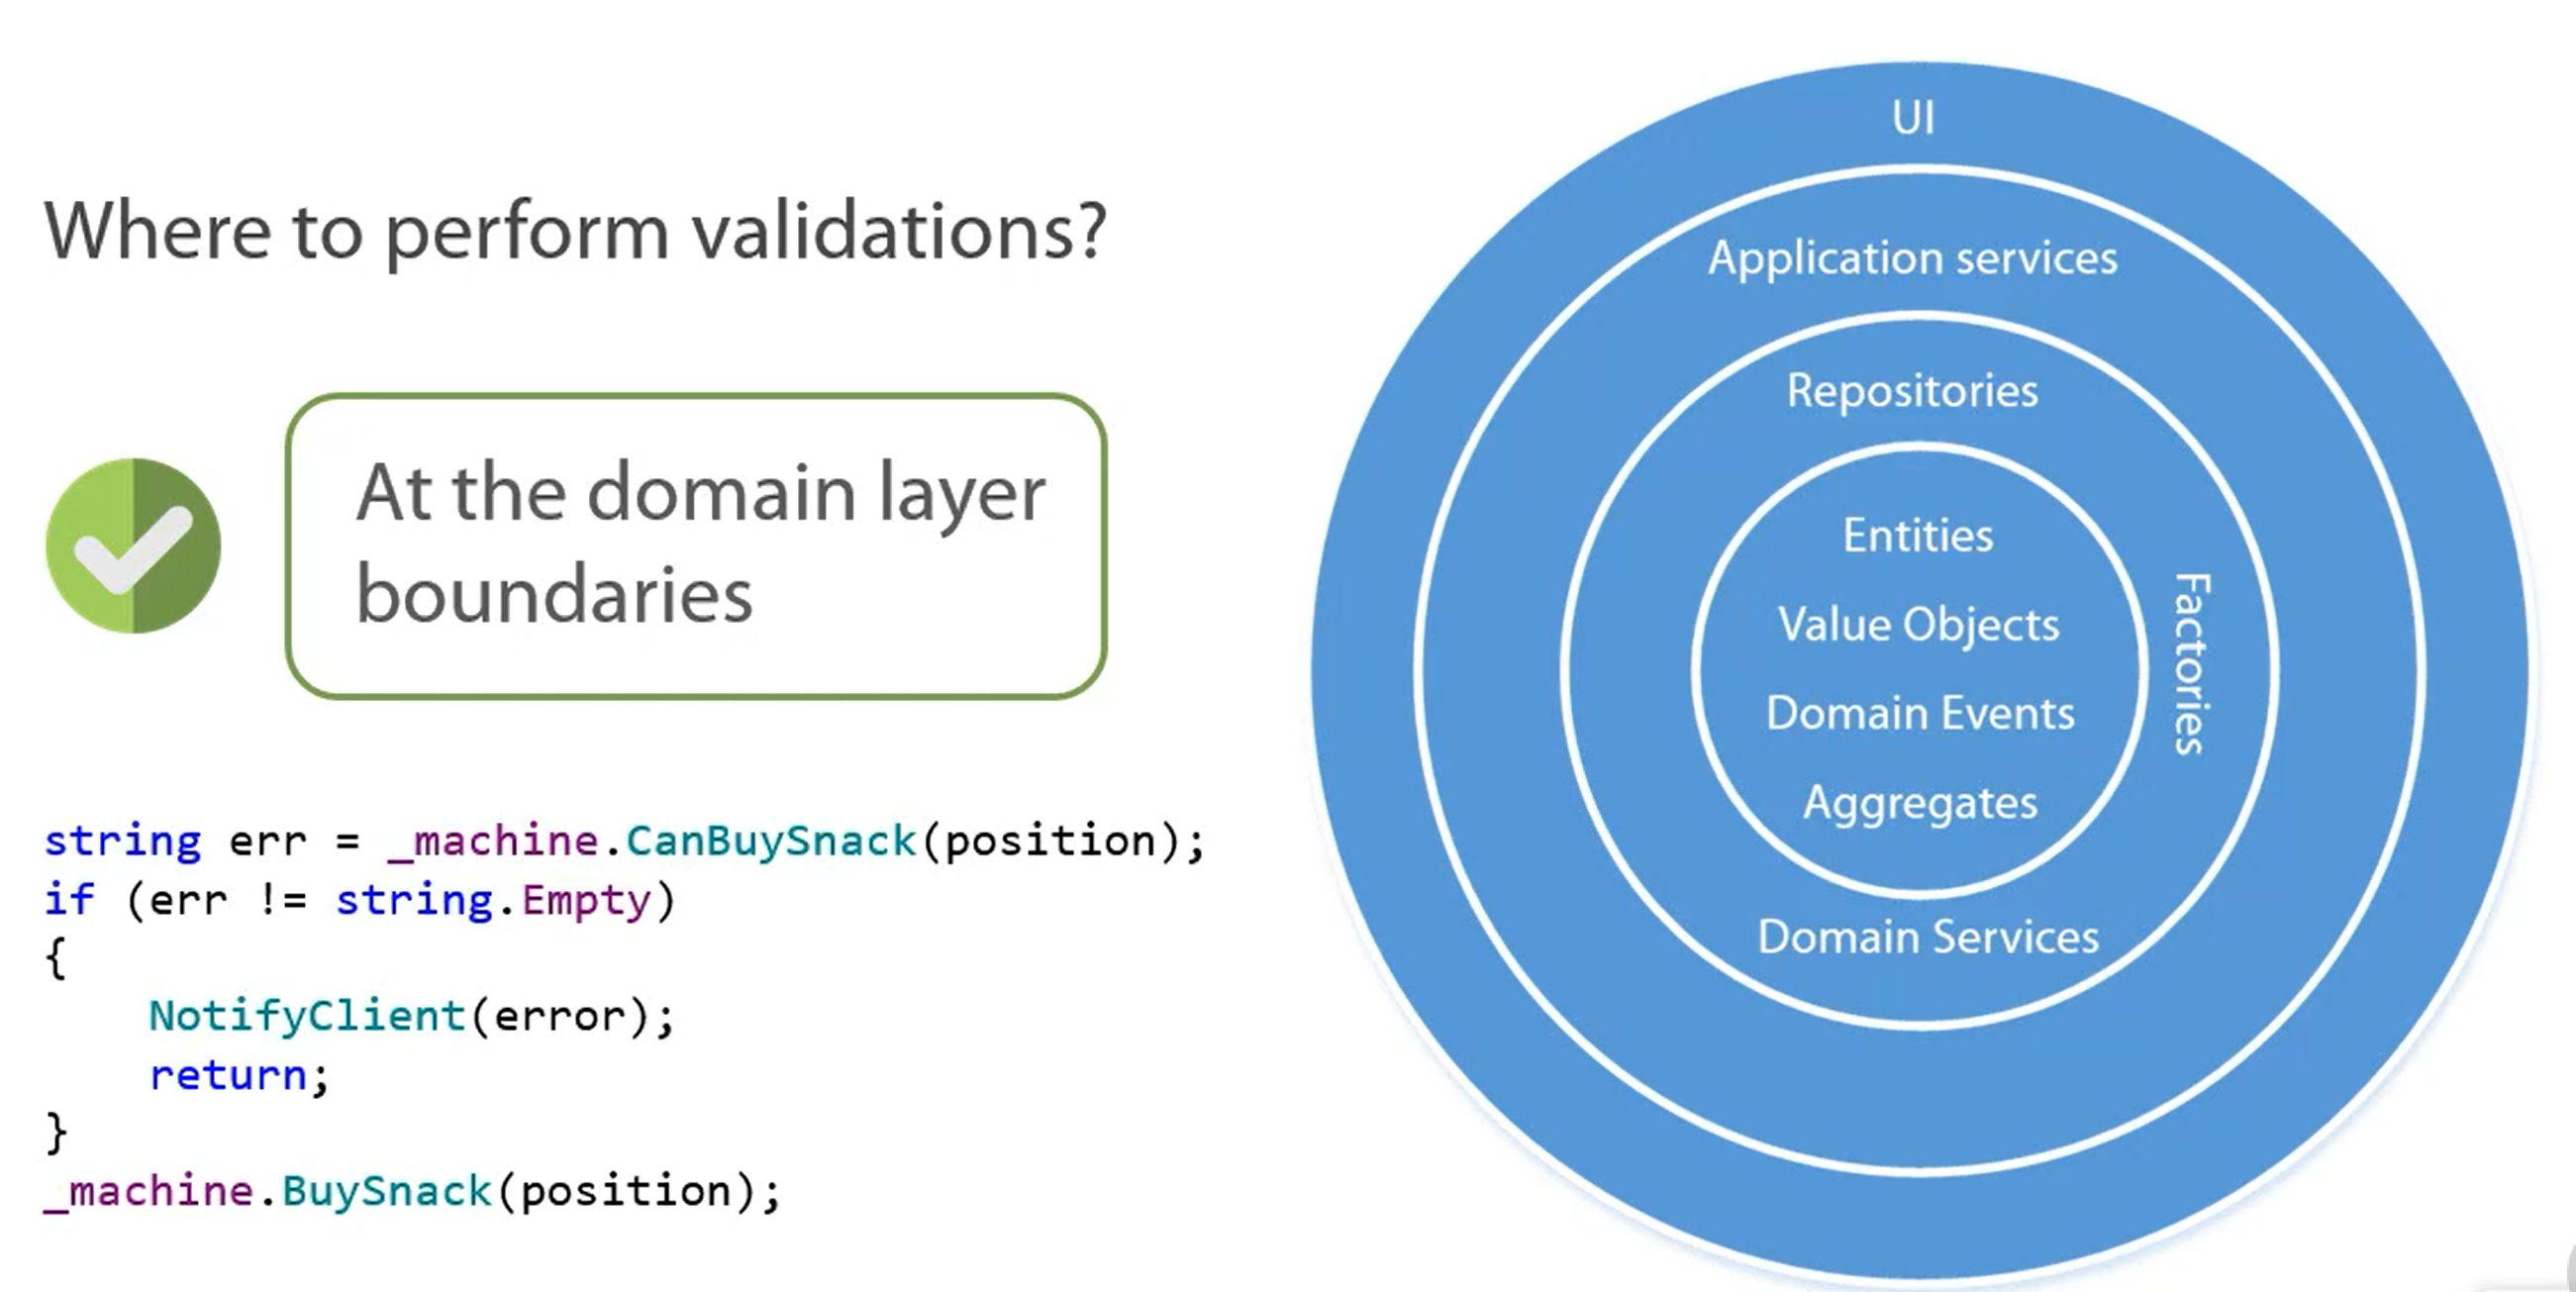 Where to perform validations?
At the domain layer
boundaries
string err = _machine.CanBuySnack(position);
if (err != string.Empty)
{
    NotifyClient(error);
    return;
}
_machine.BuySnack(position);
UI
Application services
Repositories
Entities
Value Objects
Domain Events
Aggregates
Factories
Domain Services